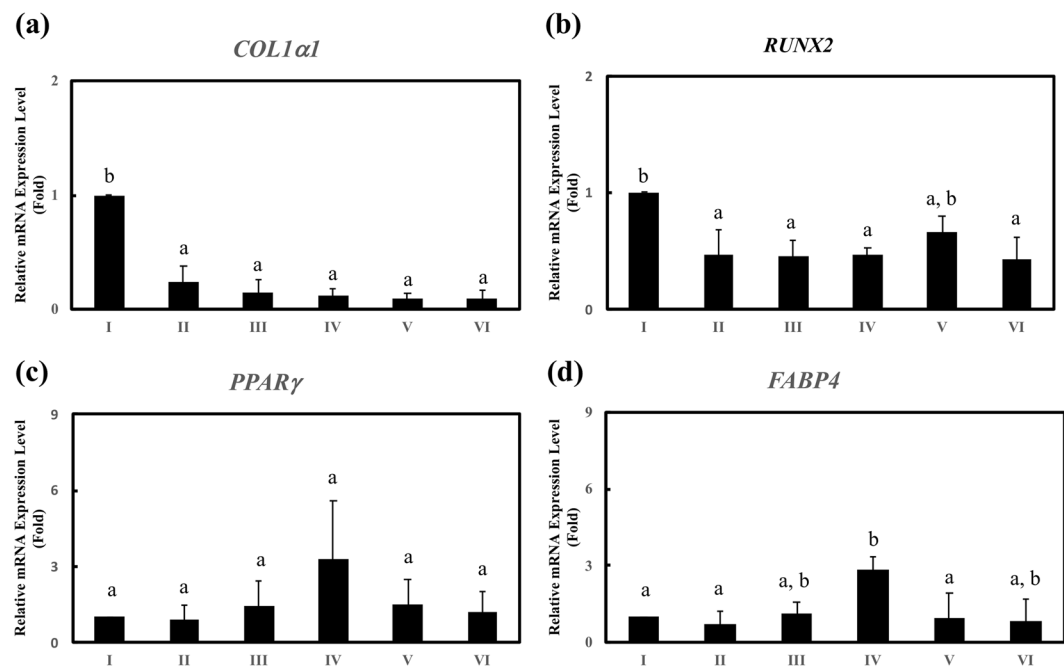 (a)
COL1α1
Relative mRNA Expression Level
(Fold)
2
1
0
b
a
a
a
a
a
I II III IV V VI
(b)
RUNX2
Relative mRNA Expression Level
(Fold)
2
1
0
b
a
a
a
a, b
a
I II III IV V VI
(c)
PPARγ
Relative mRNA Expression Level
(Fold)
9
6
3
0
a
a
a
a
a
a
I II III IV V VI
(d)
FABP4
Relative mRNA Expression Level
(Fold)
9
6
3
0
a
a
a, b
b
a
a, b
I II III IV V VI